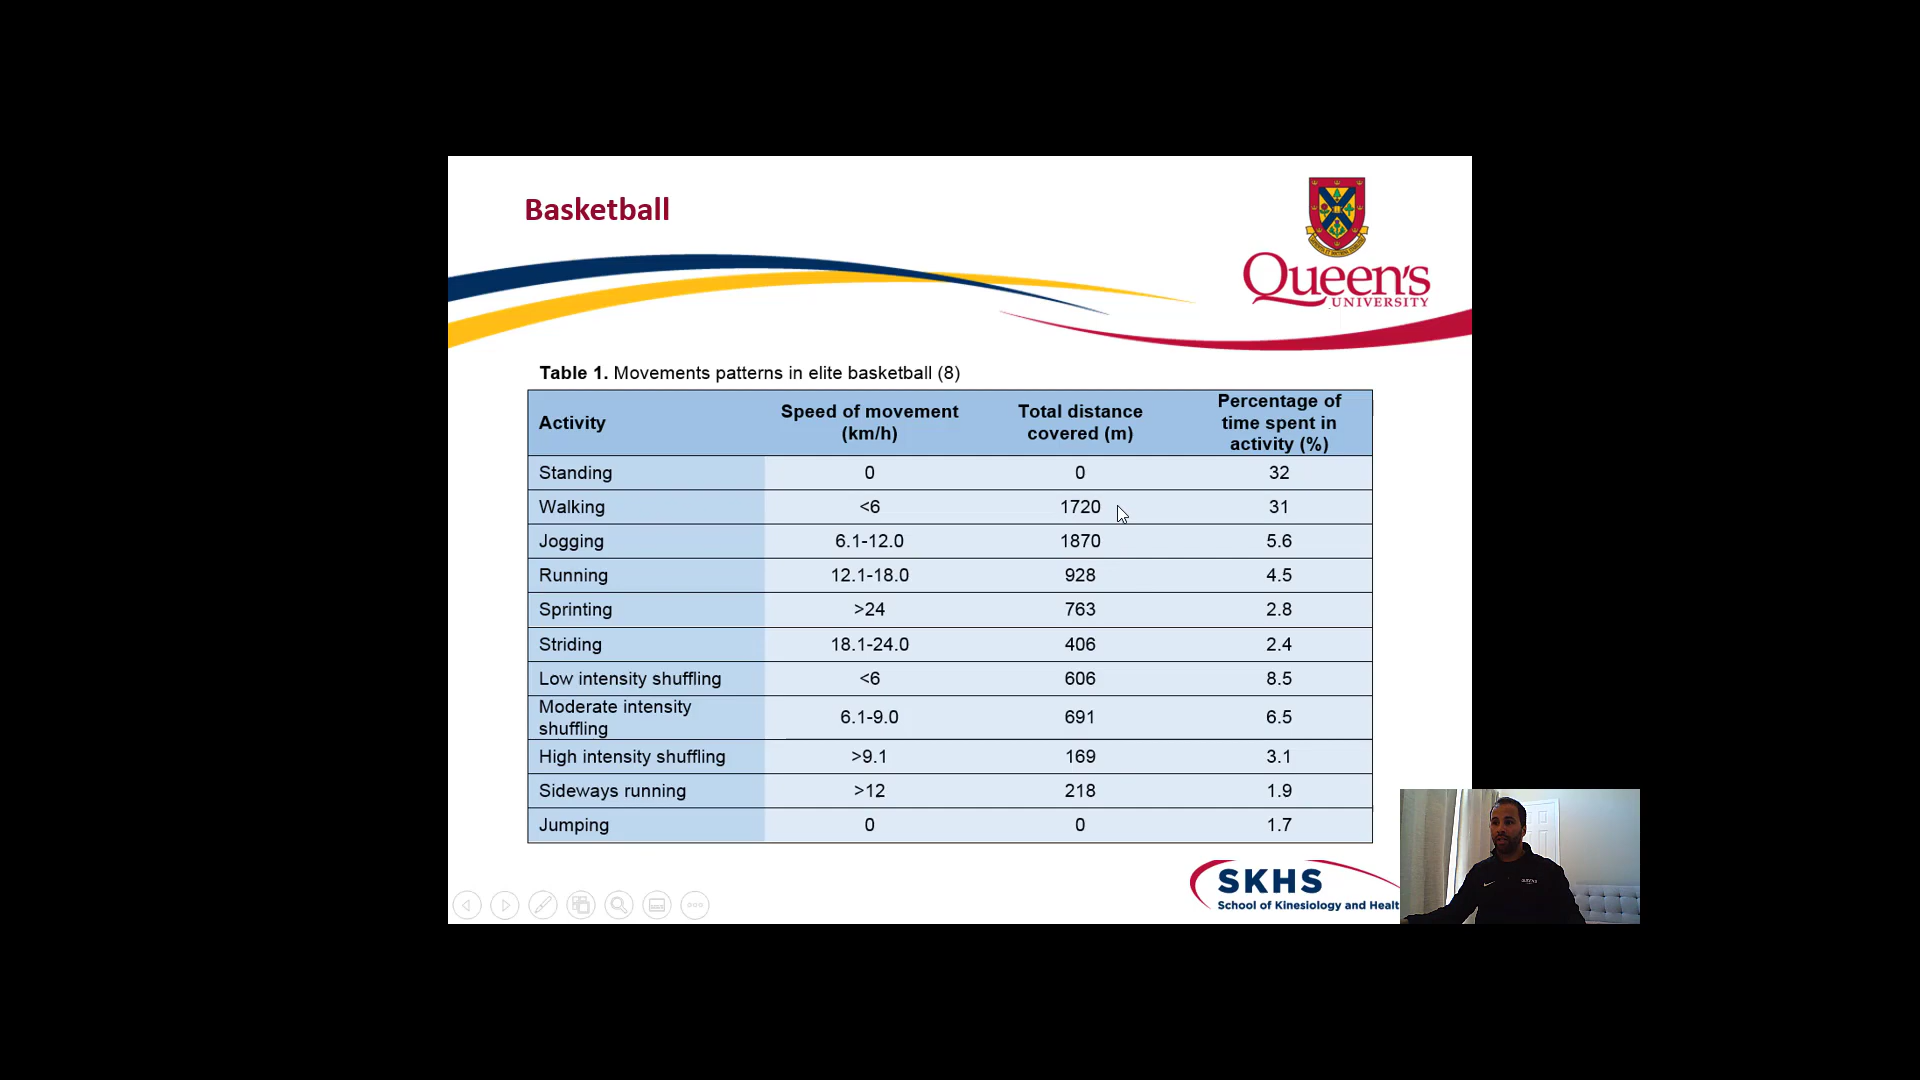 Basketball
Queen's
UNIVERSITY
Table 1. Movements patterns in elite basketball (8)
Activity
Speed of movement
(km/h)
Total distance
covered (m)
Percentage of
time spent in
activity (%)
Standing 0 0 32
Walking <6 1720 31
Jogging 6.1-12.0 1870 5.6
Running 12.1-18.0 928 4.5
Sprinting >24 763 2.8
Striding 18.1-24.0 406 2.4
Low intensity shuffling <6 606 8.5
Moderate intensity
shuffling 6.1-9.0 691 6.5
High intensity shuffling >9.1 169 3.1
Sideways running >12 218 1.9
Jumping 0 0 1.7
SKHS
School of Kinesiology and Healt